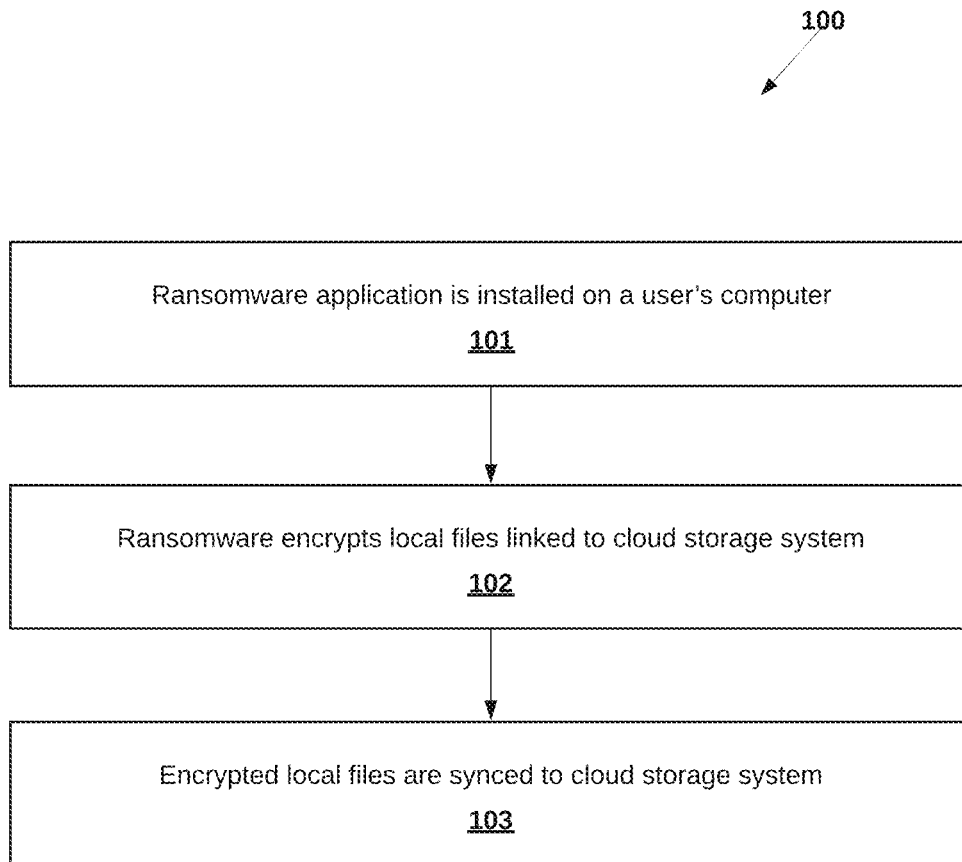 100
Ransomware application is installed on a user's computer
101
Ransomware encrypts local files linked to cloud storage system
102
Encrypted local files are synced to cloud storage system
103